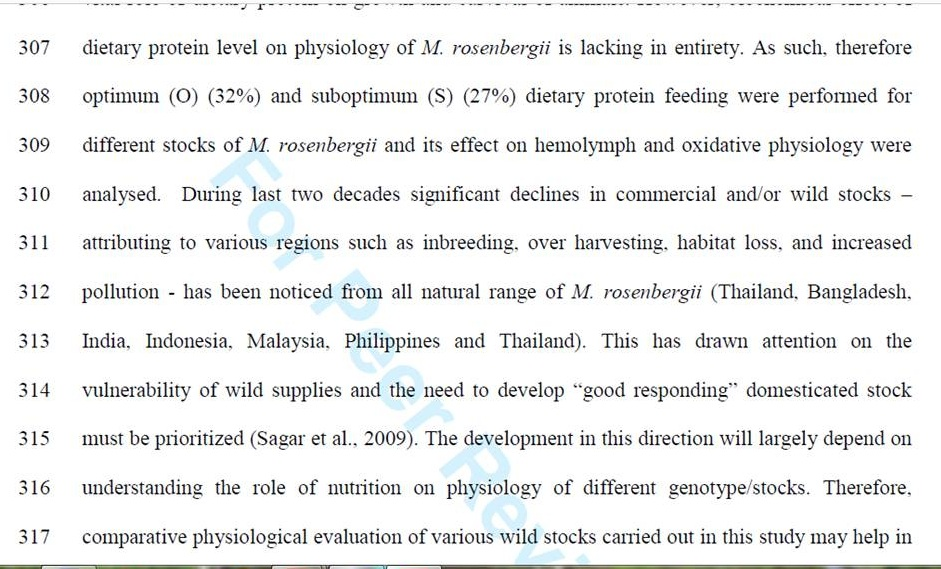 307 dietary protein level on physiology of M. rosenbergii is lacking in entirety. As such, therefore
308 optimum (O) (32%) and suboptimum (S) (27%) dietary protein feeding were performed for
309 different stocks of M. rosenbergii and its effect on hemolymph and oxidative physiology were
310 analysed. During last two decades significant declines in commercial and/or wild stocks –
311 attributing to various regions such as inbreeding, over harvesting, habitat loss, and increased
312 pollution - has been noticed from all natural range of M. rosenbergii (Thailand, Bangladesh,
313 India, Indonesia, Malaysia, Philippines and Thailand). This has drawn attention on the
314 vulnerability of wild supplies and the need to develop “good responding” domesticated stock
315 must be prioritized (Sagar et al., 2009). The development in this direction will largely depend on
316 understanding the role of nutrition on physiology of different genotype/stocks. Therefore,
317 comparative physiological evaluation of various wild stocks carried out in this study may help in
For Peer Revi